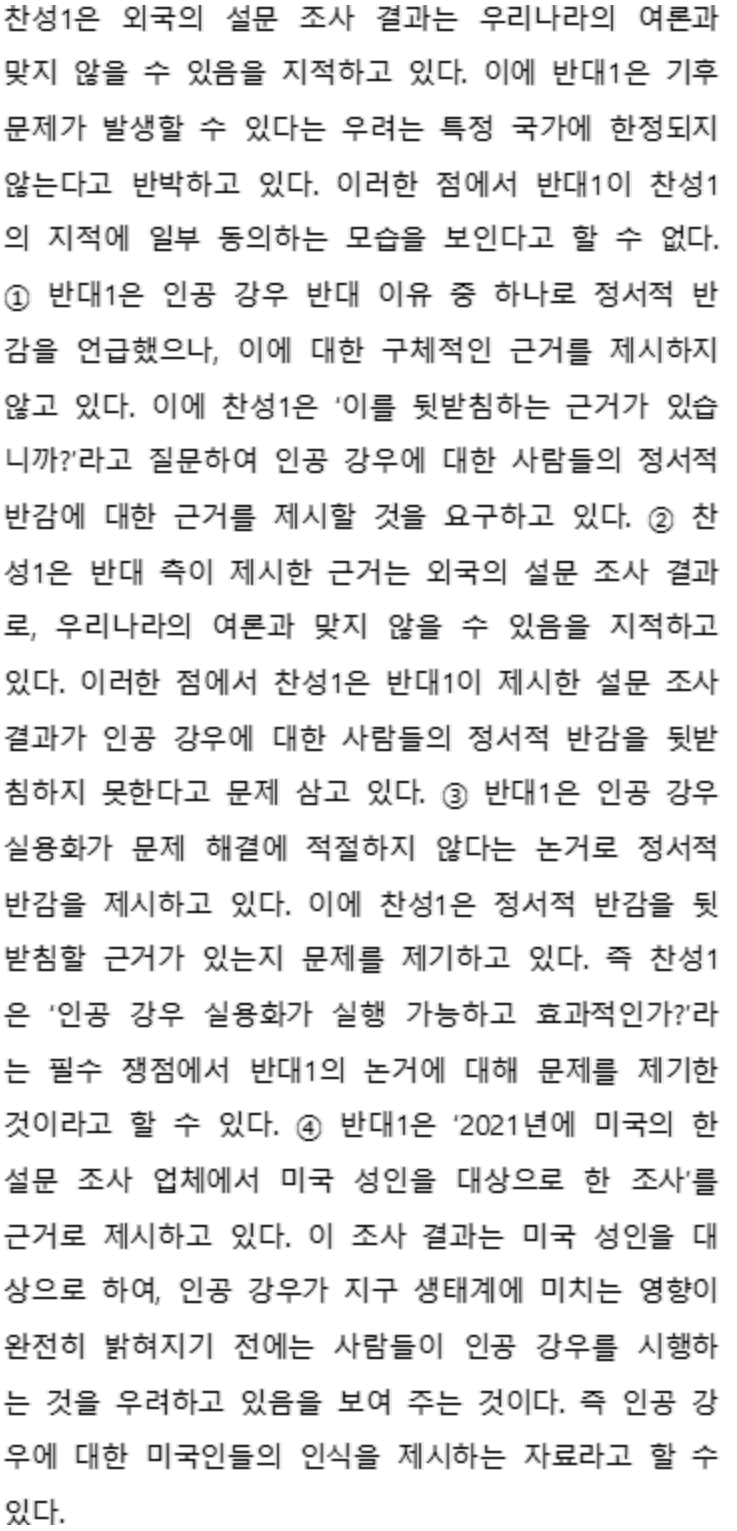 찬성1은 외국의 설문 조사 결과는 우리나라의 여론과
맞지 않을 수 있음을 지적하고 있다. 이에 반대1은 기후
문제가 발생할 수 있다는 우려는 특정 국가에 한정되지
않는다고 반박하고 있다. 이러한 점에서 반대1이 찬성1
의 지적에 일부 동의하는 모습을 보인다고 할 수 없다.
① 반대1은 인공 강우 반대 이유 중 하나로 정서적 반
감을 언급했으나, 이에 대한 구체적인 근거를 제시하지
않고 있다. 이에 찬성1은 ‘이를 뒷받침하는 근거가 있습
니까?’라고 질문하여 인공 강우에 대한 사람들의 정서적
반감에 대한 근거를 제시할 것을 요구하고 있다. ② 찬
성1은 반대 측이 제시한 근거는 외국의 설문 조사 결과
로, 우리나라의 여론과 맞지 않을 수 있음을 지적하고
있다. 이러한 점에서 찬성1은 반대1이 제시한 설문 조사
결과가 인공 강우에 대한 사람들의 정서적 반감을 뒷받
침하지 못한다고 문제 삼고 있다. ③ 반대1은 인공 강우
실용화가 문제 해결에 적절하지 않다는 논거로 정서적
반감을 제시하고 있다. 이에 찬성1은 정서적 반감을 뒷
받침할 근거가 있는지 문제를 제기하고 있다. 즉 찬성1
은 ‘인공 강우 실용화가 실행 가능하고 효과적인가?’라
는 필수 쟁점에서 반대1의 논거에 대해 문제를 제기한
것이라고 할 수 있다. ④ 반대1은 ‘2021년에 미국의 한
설문 조사 업체에서 미국 성인을 대상으로 한 조사’를
근거로 제시하고 있다. 이 조사 결과는 미국 성인을 대
상으로 하여, 인공 강우가 지구 생태계에 미치는 영향이
완전히 밝혀지기 전에는 사람들이 인공 강우를 시행하
는 것을 우려하고 있음을 보여 주는 것이다. 즉 인공 강
우에 대한 미국인들의 인식을 제시하는 자료라고 할 수
있다.